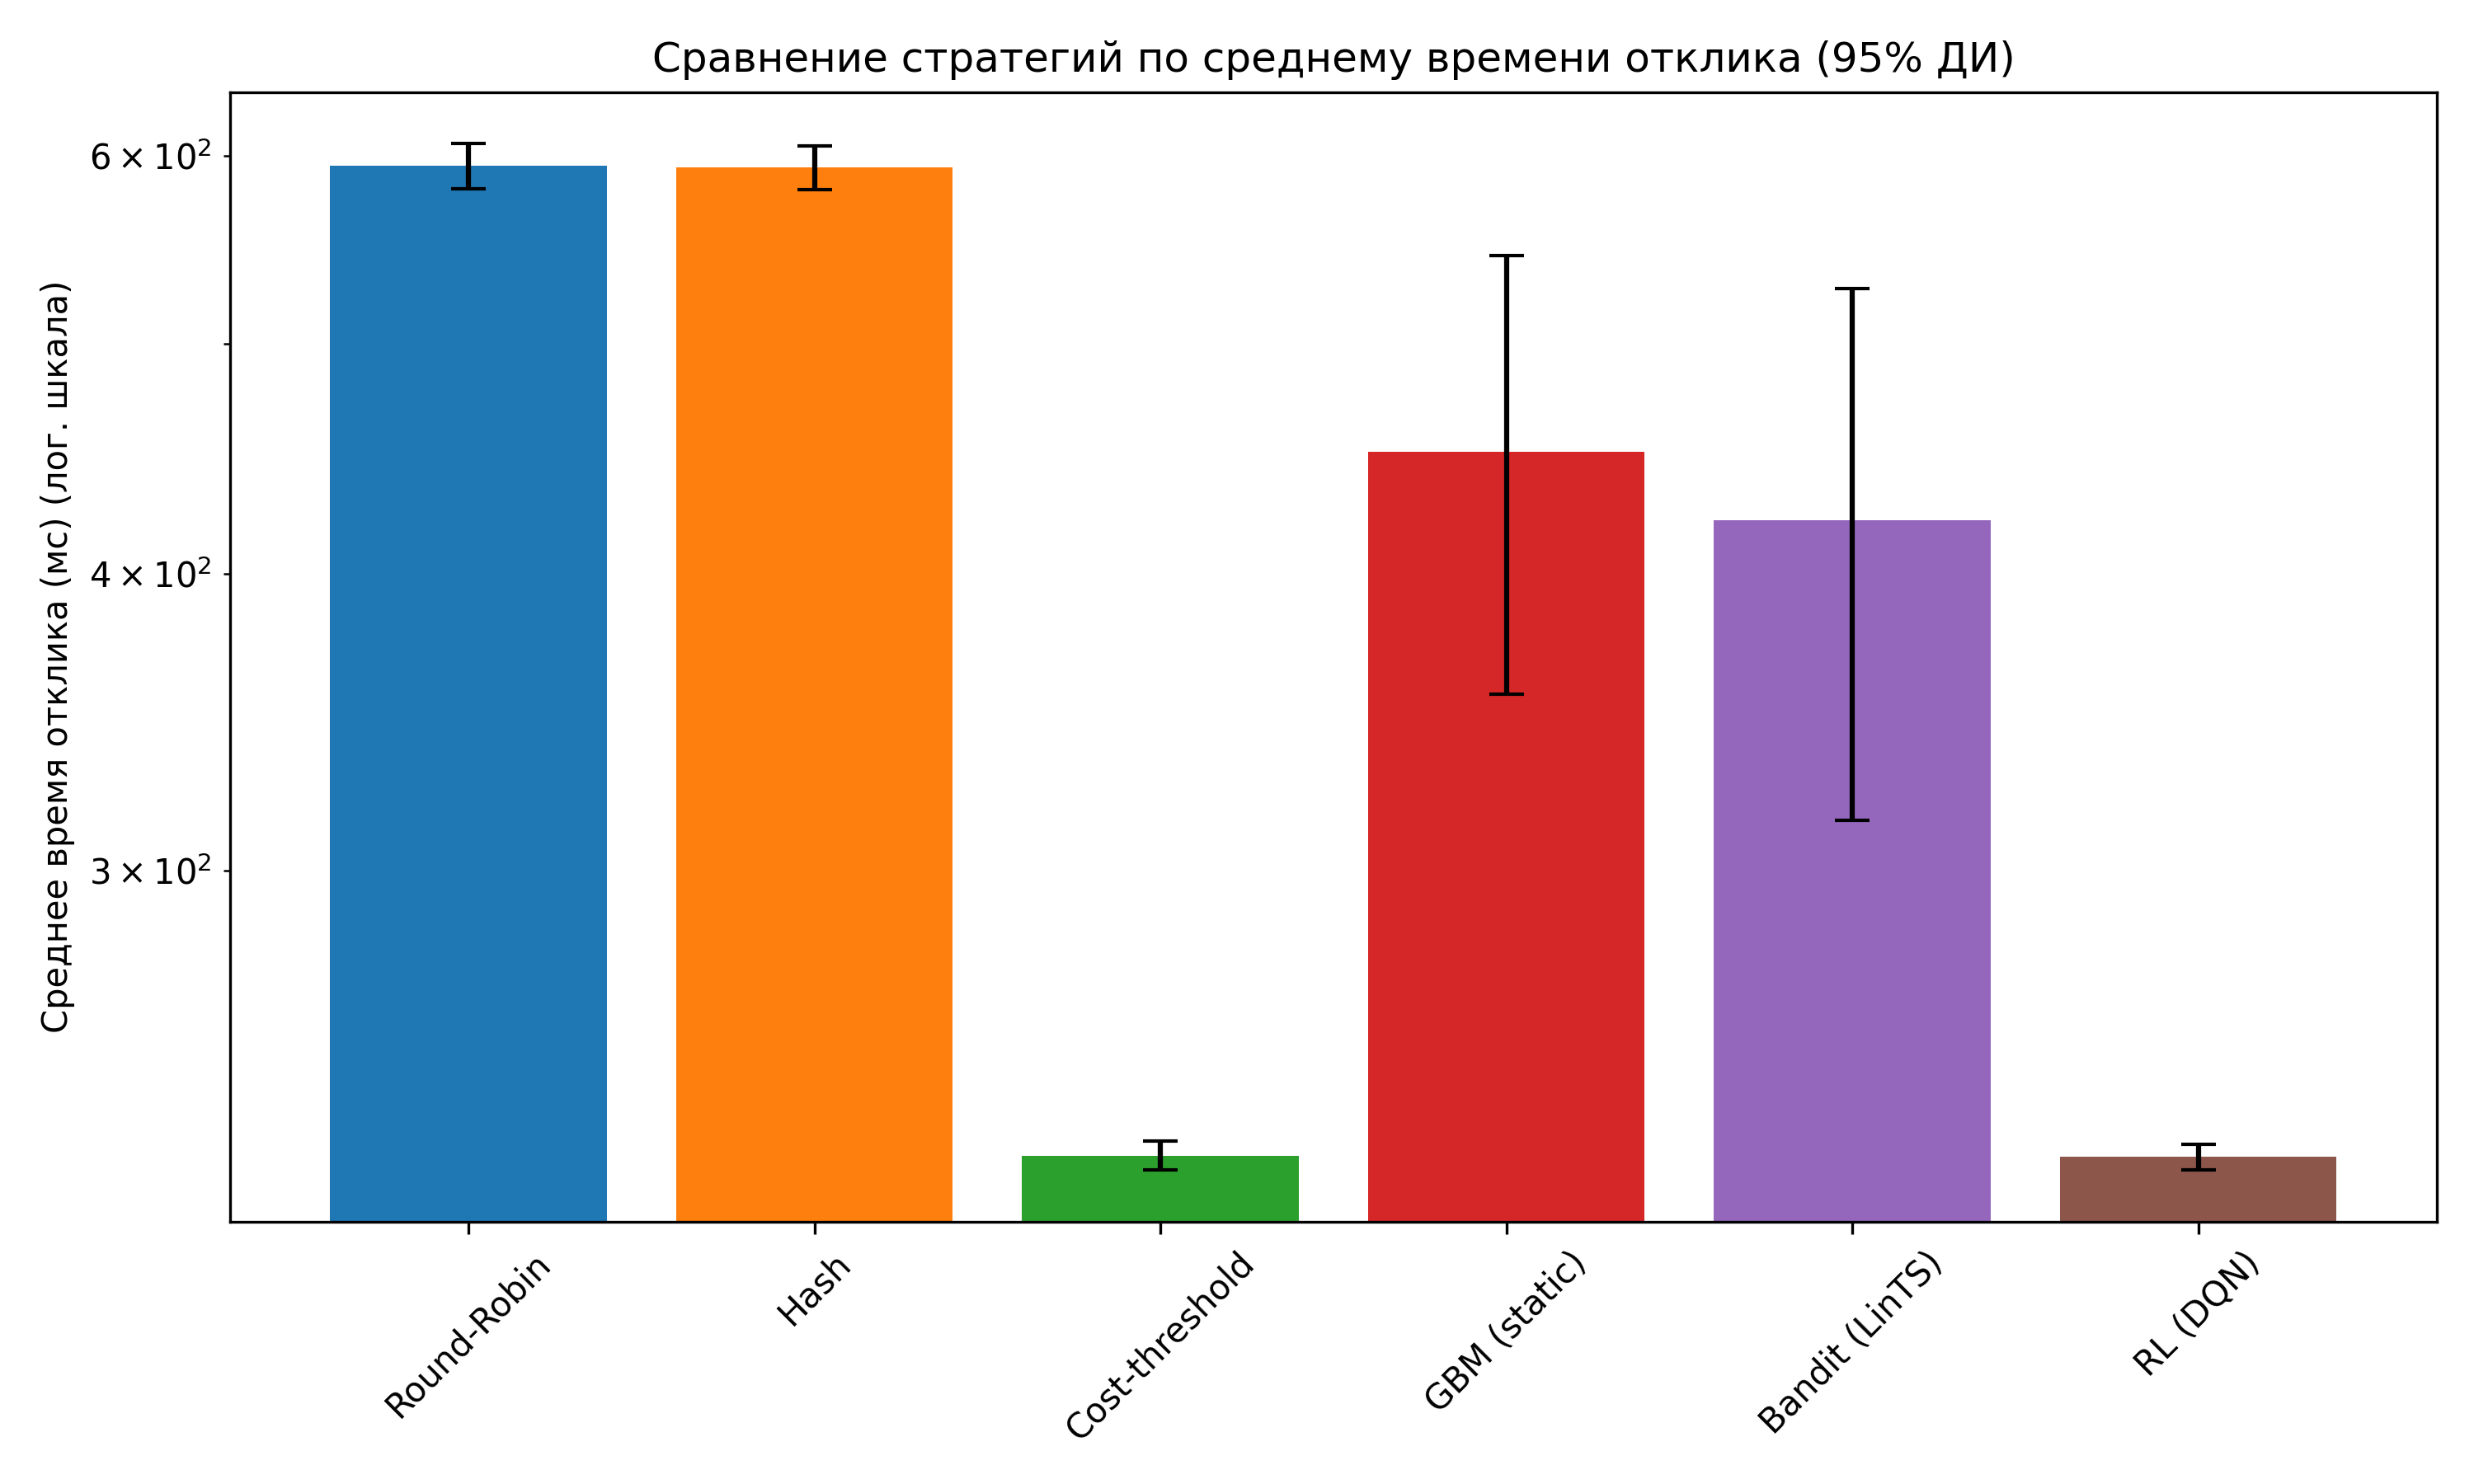 Сравнение стратегий по среднему времени отклика (95% ДИ)
Среднее время отклика (мс) (лог. шкала)
6 × 10²
4 × 10²
3 × 10²
Round-Robin
Hash
Cost-threshold
GBM (static)
Bandit (LinTS)
RL (DQN)